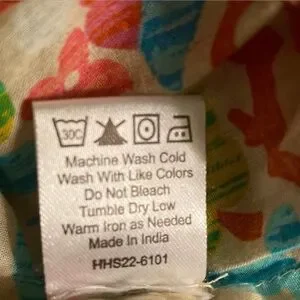 30C
Machine Wash Cold
Wash With Like Colors
Do Not Bleach
Tumble Dry Low
Warm Iron as Needed
Made In India
HHS22-6101